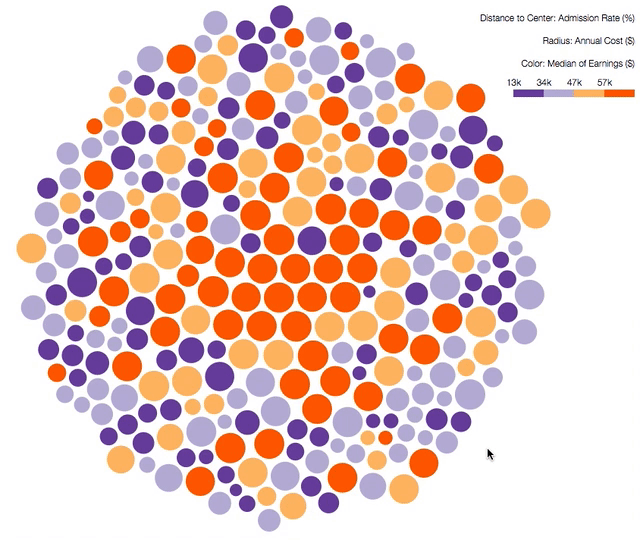 Distance to Center: Admission Rate (%)
Radius: Annual Cost ($)
Color: Median of Earnings ($)
13k 34k 47k 57k